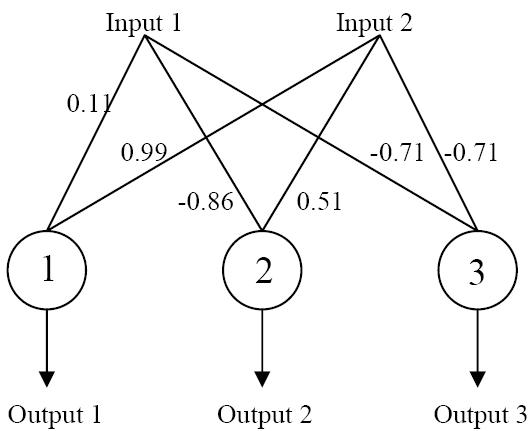 Input 1 Input 2
0.11
0.99 -0.71 -0.71
-0.86 0.51
1 2 3
Output 1 Output 2 Output 3